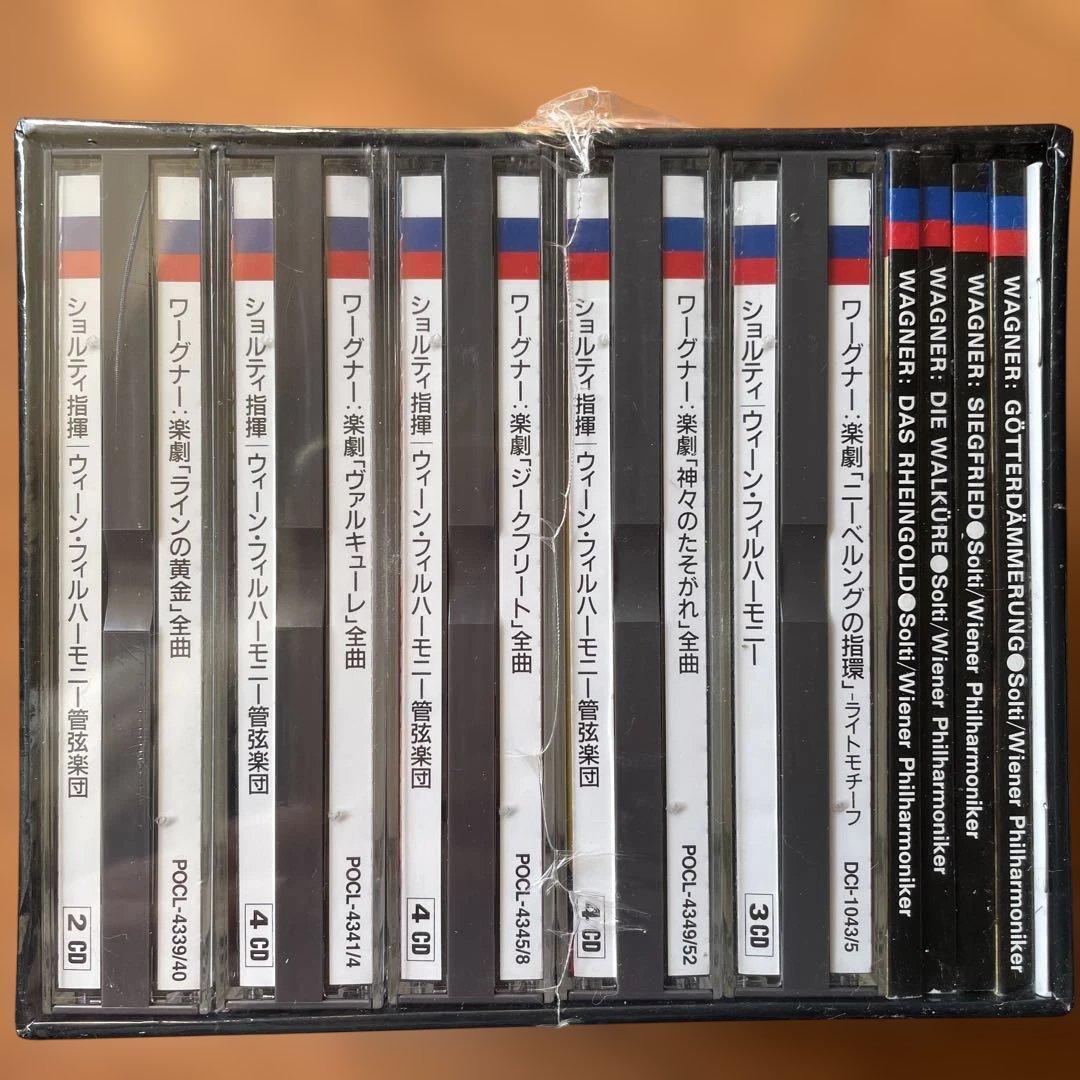 ショルティ指揮|ウィーン・フィルハーモニー管弦楽団
2 CD
ワーグナー:楽劇「ラインの黄金」全曲
POCL-4339/40
ショルティ指揮|ウィーン・フィルハーモニー管弦楽団
4 CD
ワーグナー:楽劇「ヴァルキューレ」全曲
POCL-4341/4
ショルティ指揮|ウィーン・フィルハーモニー管弦楽団
4 CD
ワーグナー:楽劇「ジークフリート」全曲
POCL-4345/8
ショルティ指揮|ウィーン・フィルハーモニー管弦楽団
4 CD
ワーグナー:楽劇「神々のたそがれ」全曲
POCL-4349/52
ショルティ|ウィーン・フィルハーモニー
3 CD
ワーグナー:楽劇「ニーベルングの指環」-ライトモチーフ
DCI-1043/5
WAGNER: DAS RHEINGOLD●Solti/Wiener Philharmoniker
WAGNER: DIE WALKÜRE●Solti/Wiener Philharmoniker
WAGNER: SIEGFRIED●Solti/Wiener Philharmoniker
WAGNER: GÖTTERDÄMMERUNG●Solti/Wiener Philharmoniker